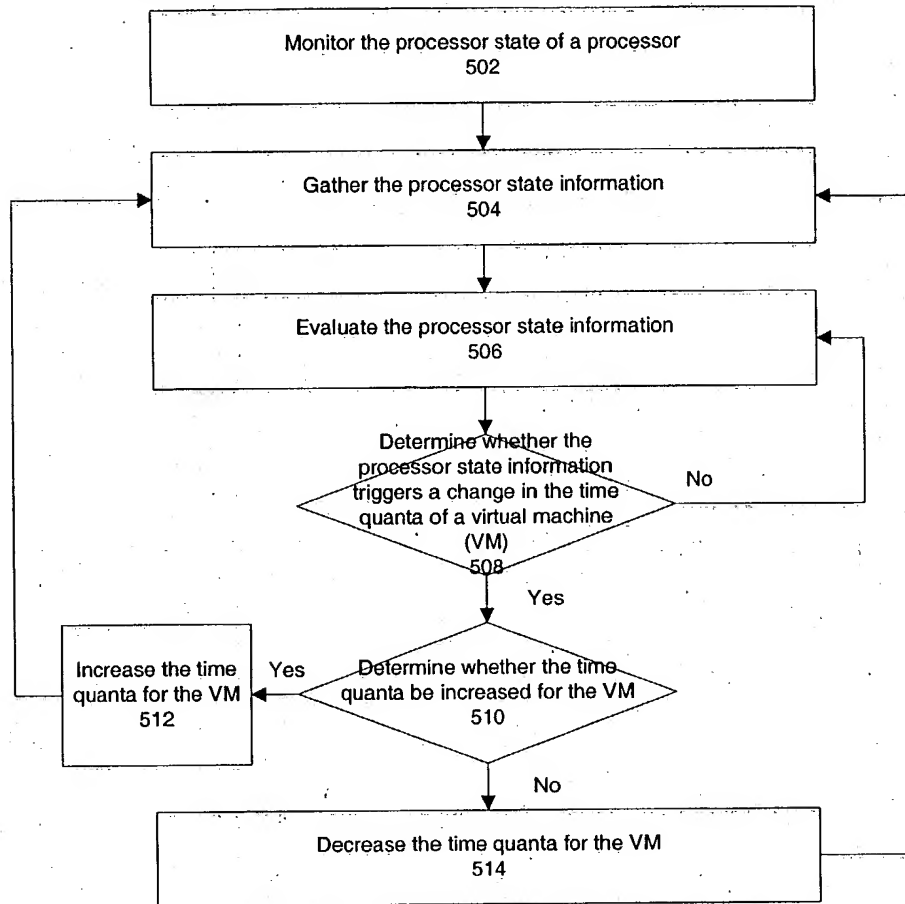 Monitor the processor state of a processor
502
Gather the processor state information
504
Evaluate the processor state information
506
Determine whether the
processor state information
triggers a change in the time
quanta of a virtual machine
(VM)
508
No
Yes
Determine whether the time
quanta be increased for the VM
510
Yes
Increase the time
quanta for the VM
512
No
Decrease the time quanta for the VM
514